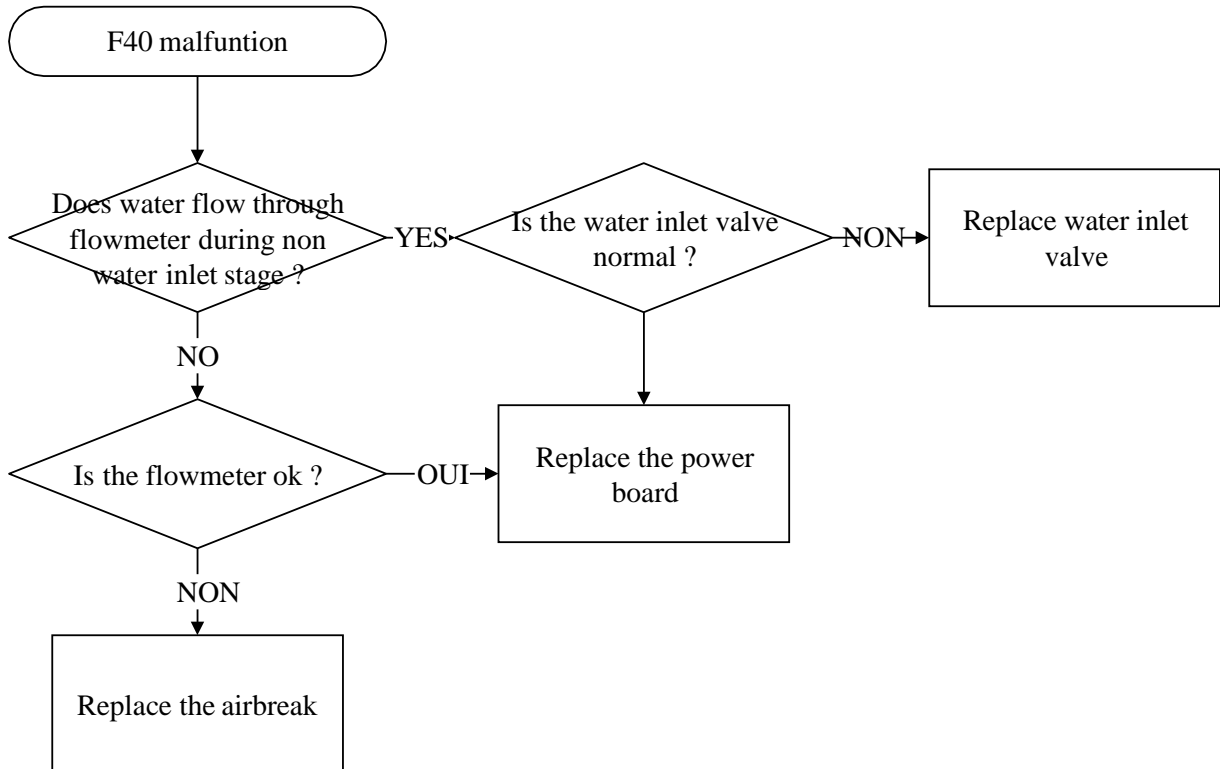 F40 malfuntion
Does water flow through
flowmeter during non
water inlet stage ?
YES
Is the water inlet valve
normal ?
NON
Replace water inlet
valve
NO
Is the flowmeter ok ?
OUI
Replace the power
board
NON
Replace the airbreak